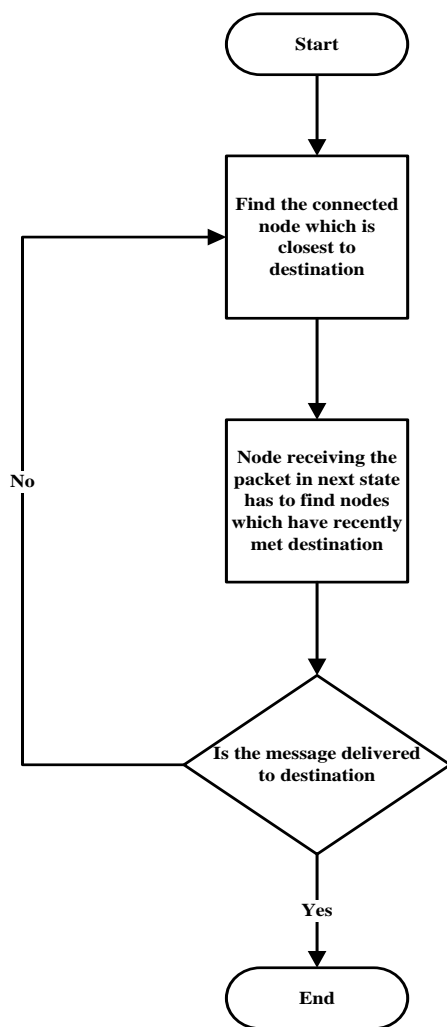 Start
Find the connected
node which is
closest to
destination
Node receiving the
packet in next state
has to find nodes
which have recently
met destination
No
Is the message delivered
to destination
Yes
End